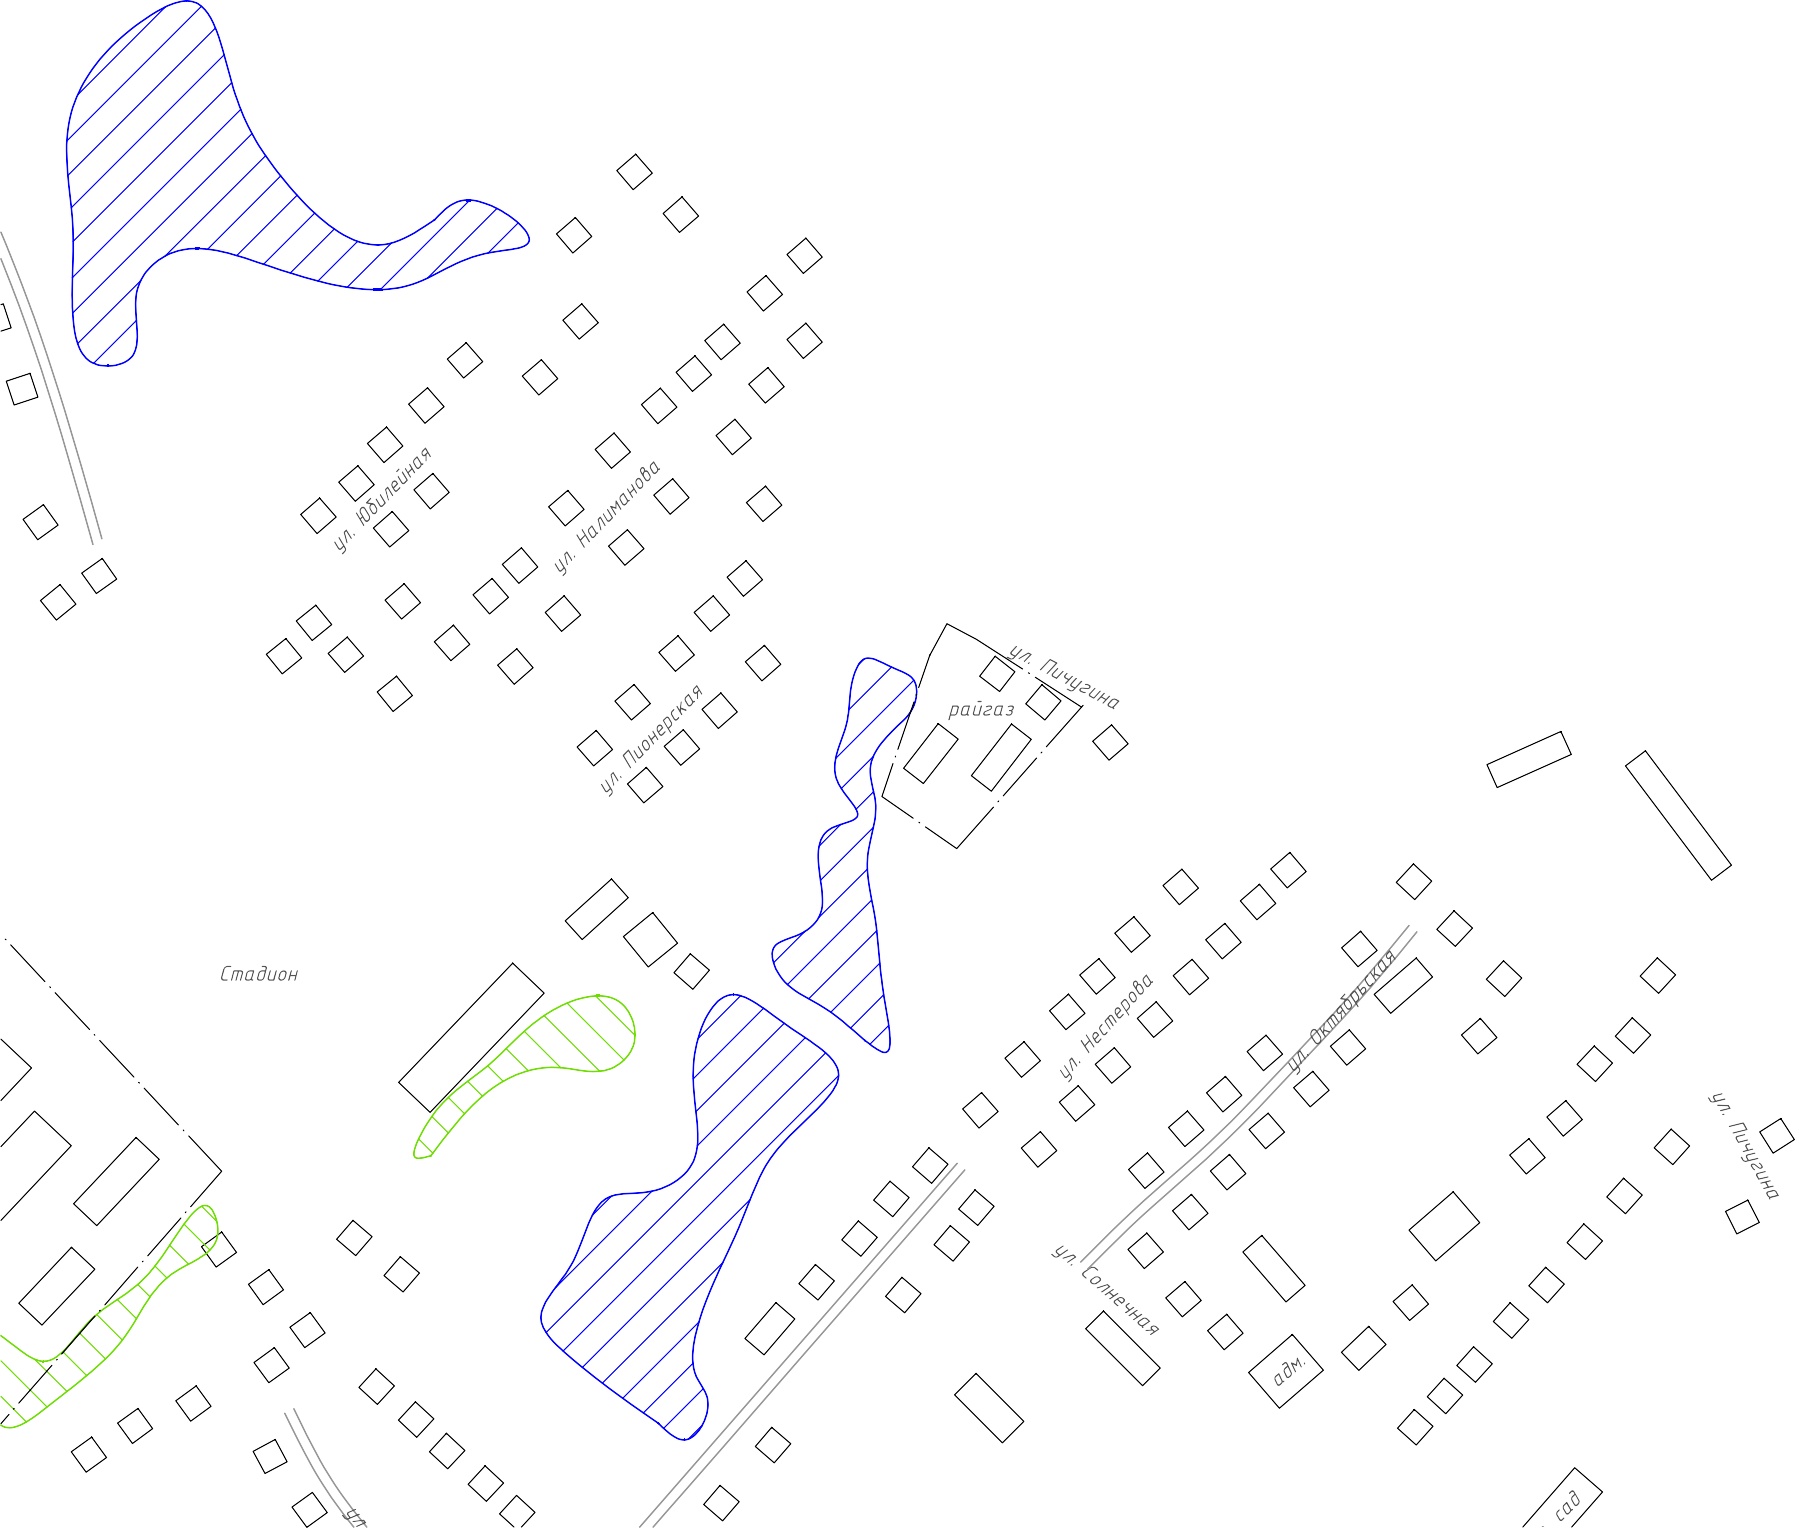 ул. Юбилейная
ул. Налиманова
ул. Пионерская
ул. Пичугина
райгаз
Стадион
ул. Нестерова
ул. Октябрьская
ул. Пичугина
ул. Солнечная
адм.
сад
ул